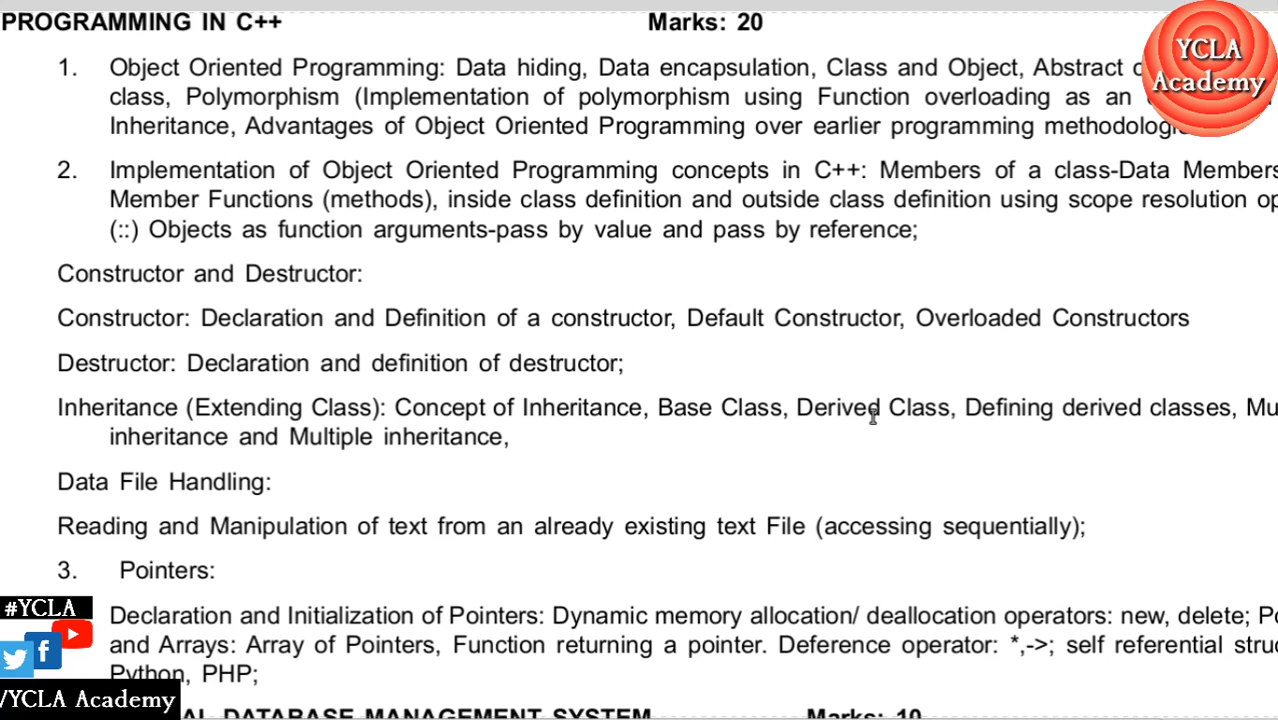 PROGRAMMING IN C++ Marks: 20
YCLA
Academy
1. Object Oriented Programming: Data hiding, Data encapsulation, Class and Object, Abstract
class, Polymorphism (Implementation of polymorphism using Function overloading as an
Inheritance, Advantages of Object Oriented Programming over earlier programming
2. Implementation of Object Oriented Programming concepts in C++: Members of a class-Data Members
Member Functions (methods), inside class definition and outside class definition using scope resolution
(::) Objects as function arguments-pass by value and pass by reference;
Constructor and Destructor:
Constructor: Declaration and Definition of a constructor, Default Constructor, Overloaded Constructors
Destructor: Declaration and definition of destructor;
Inheritance (Extending Class): Concept of Inheritance, Base Class, Derived Class, Defining derived classes,
inheritance and Multiple inheritance,
Data File Handling:
Reading and Manipulation of text from an already existing text File (accessing sequentially);
3. Pointers:
#YCLA
Declaration and Initialization of Pointers: Dynamic memory allocation/ deallocation operators: new, delete;
and Arrays: Array of Pointers, Function returning a pointer. Deference operator: *,->; self referential
f
Python, PHP;
/YCLA Academy
DATABASE MANAGEMENT SYSTEM Marks: 10